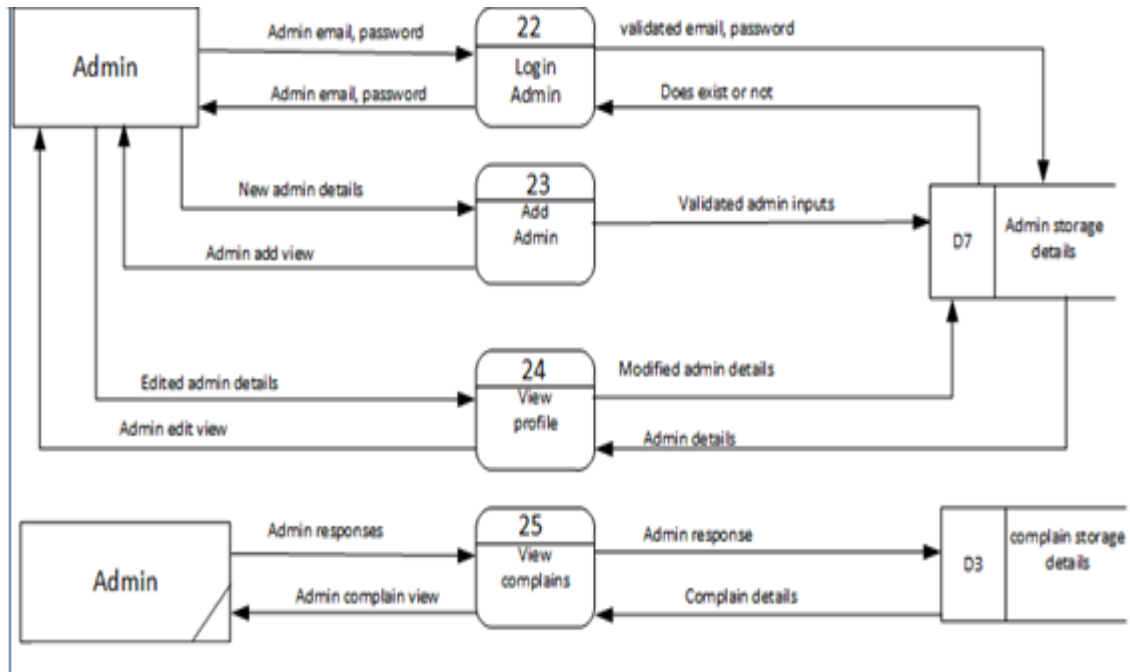 Admin
Admin email, password
Admin email, password
22
Login
Admin
validated email, password
Does exist or not
New admin details
Admin add view
23
Add
Admin
Validated admin inputs
D7
Admin storage
details
Edited admin details
Admin edit view
24
View
profile
Modified admin details
Admin details
Admin
Admin responses
Admin complain view
25
View
complains
Admin response
Complain details
D3
complain storage
details